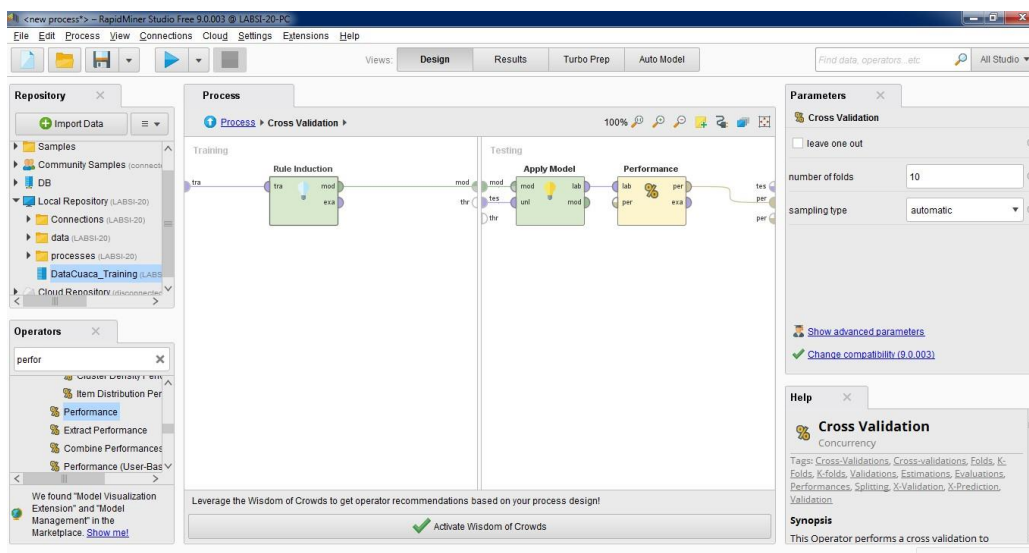 <new process*> – RapidMiner Studio Free 9.0.003 @ LABSI-20-PC
File Edit Process View Connections Cloud Settings Extensions Help
Views: Design Results Turbo Prep Auto Model
Find data, operators...etc
All Studio
Repository
Import Data
Samples
Community Samples (connect
DB
Local Repository (LABSI-20)
Connections (LABSI-20)
data (LABSI-20)
processes (LABSI-20)
DataCuaca_Training (LABS
Cloud Repository (disconnected
Operators
perfor
Item Distribution Per
Performance
Extract Performance
Combine Performances
Performance (User-Bas
We found "Model Visualization
Extension" and "Model
Management" in the
Marketplace. Show me!
Process
Process Cross Validation
100%
Training
Rule Induction
tra tra mod mod
exa thr
Testing
Apply Model
Performance
mod mod lab lab per tes
tes unl mod per exa per
thr per
Leverage the Wisdom of Crowds to get operator recommendations based on your process design!
Activate Wisdom of Crowds
Parameters
Cross Validation
leave one out
number of folds 10
sampling type automatic
Show advanced parameters
Change compatibility (9.0.003)
Help
Cross Validation
Concurrency
Tags: Cross-Validations, Cross-validations, Folds, K-
Folds, K-folds, Validations, Estimations, Evaluations,
Performances, Splitting, X-Validation, X-Prediction,
Validation
Synopsis
This Operator performs a cross validation to